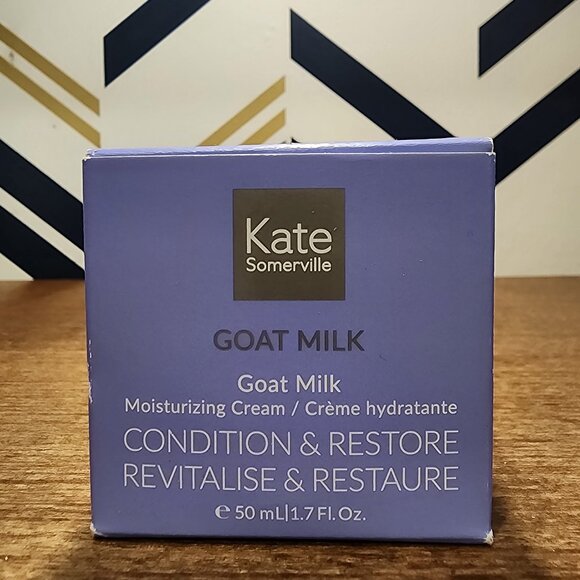 Kate
Somerville
GOAT MILK
Goat Milk
Moisturizing Cream / Crème hydratante
CONDITION & RESTORE
REVITALISE & RESTAURE
℮ 50 mL|1.7 Fl. Oz.